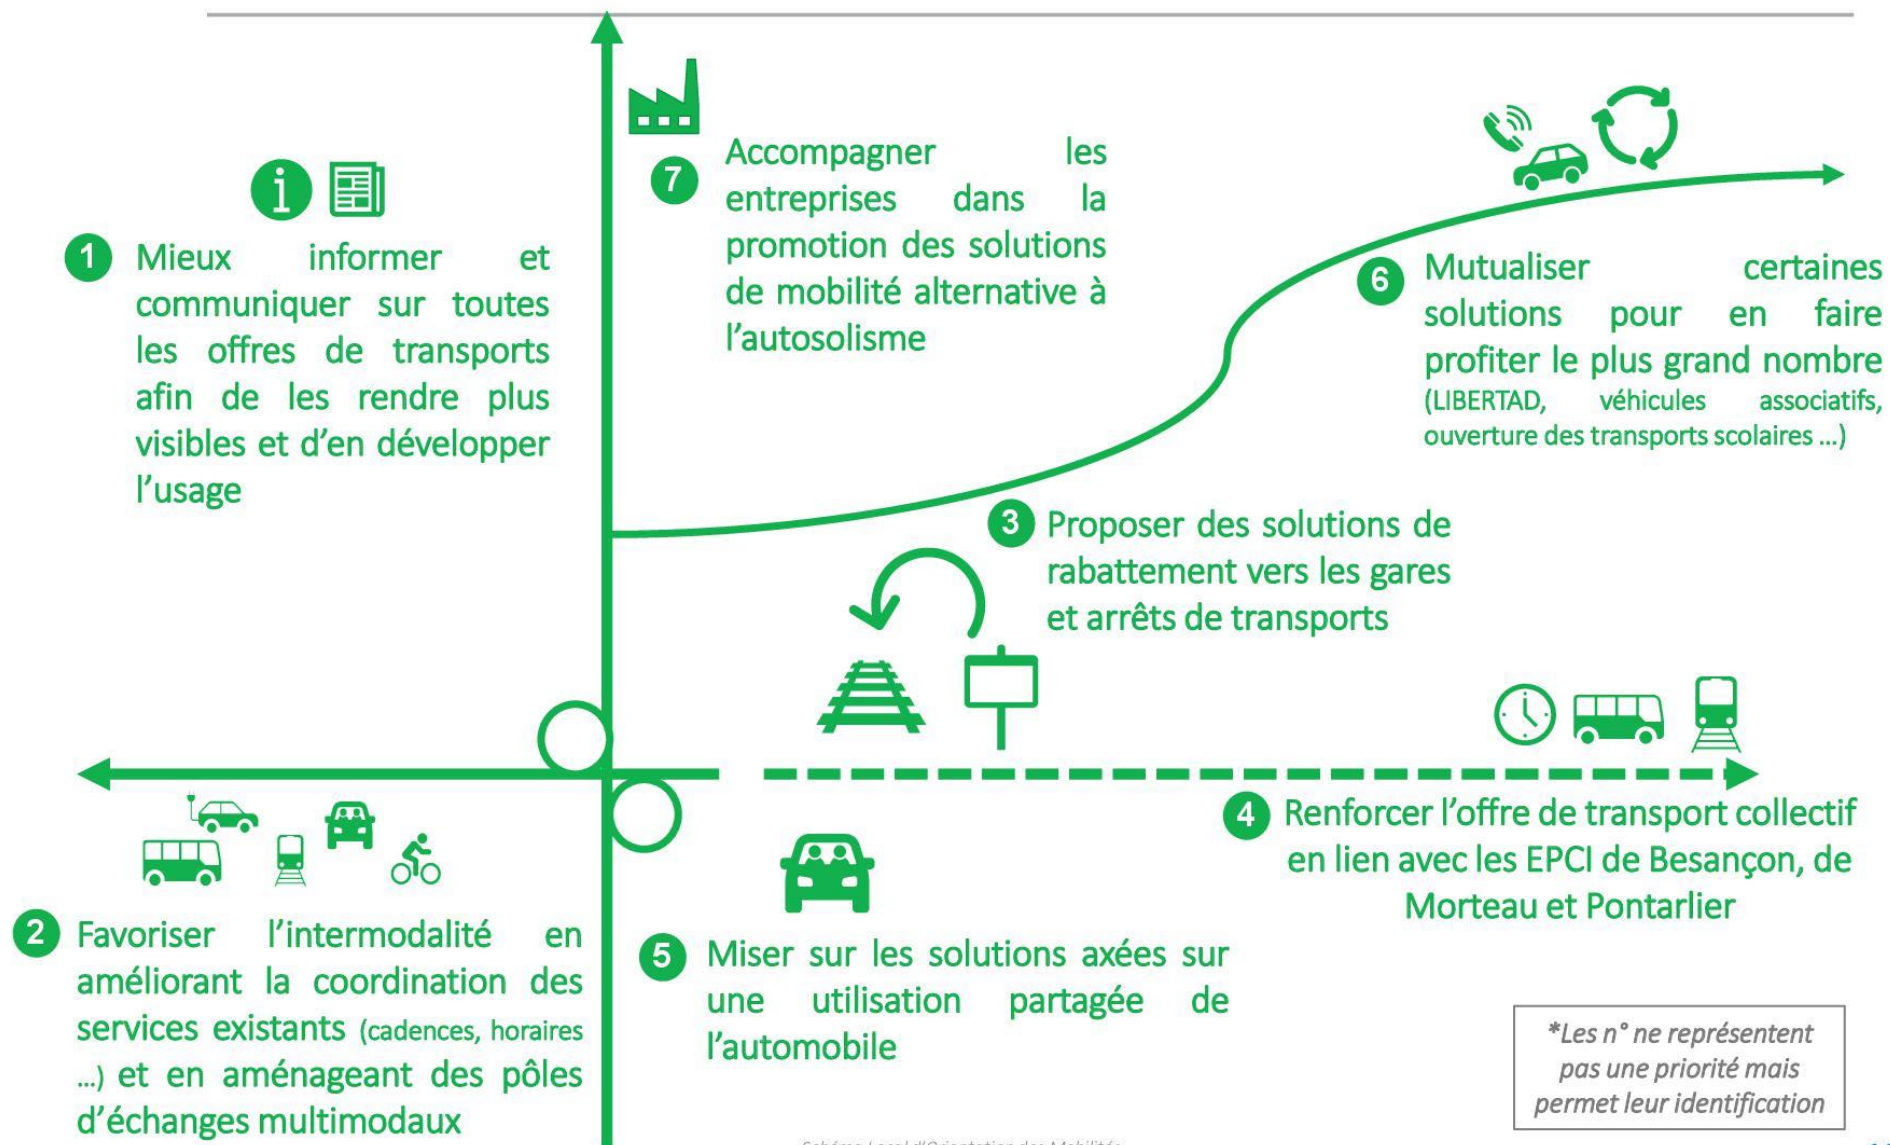 1
Mieux informer et
communiquer sur toutes
les offres de transports
afin de les rendre plus
visibles et d'en développer
l'usage
7
Accompagner les
entreprises dans la
promotion des solutions
de mobilité alternative à
l'autosolisme
6
Mutualiser certaines
solutions pour en faire
profiter le plus grand nombre
(LIBERTAD, véhicules associatifs,
ouverture des transports scolaires ...)
3
Proposer des solutions de
rabattement vers les gares
et arrêts de transports
4
Renforcer l'offre de transport collectif
en lien avec les EPCI de Besançon, de
Morteau et Pontarlier
2
Favoriser l'intermodalité en
améliorant la coordination des
services existants (cadences, horaires
...) et en aménageant des pôles
d'échanges multimodaux
5
Miser sur les solutions axées sur
une utilisation partagée de
l'automobile
*Les n° ne représentent
pas une priorité mais
permet leur identification
Schéma Local d'Orientation des Mobilités